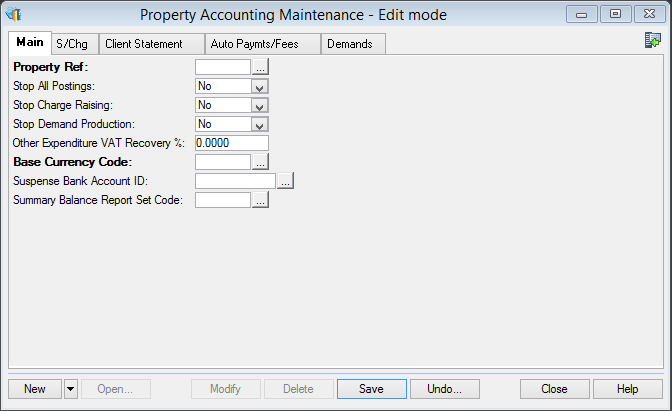 Property Accounting Maintenance - Edit mode
Main S/Chg Client Statement Auto Paymts/Fees Demands
Property Ref: ...
Stop All Postings: No
Stop Charge Raising: No
Stop Demand Production: No
Other Expenditure VAT Recovery %: 0.0000
Base Currency Code: ...
Suspense Bank Account ID: ...
Summary Balance Report Set Code: ...
New Open... Modify Delete Save Undo... Close Help